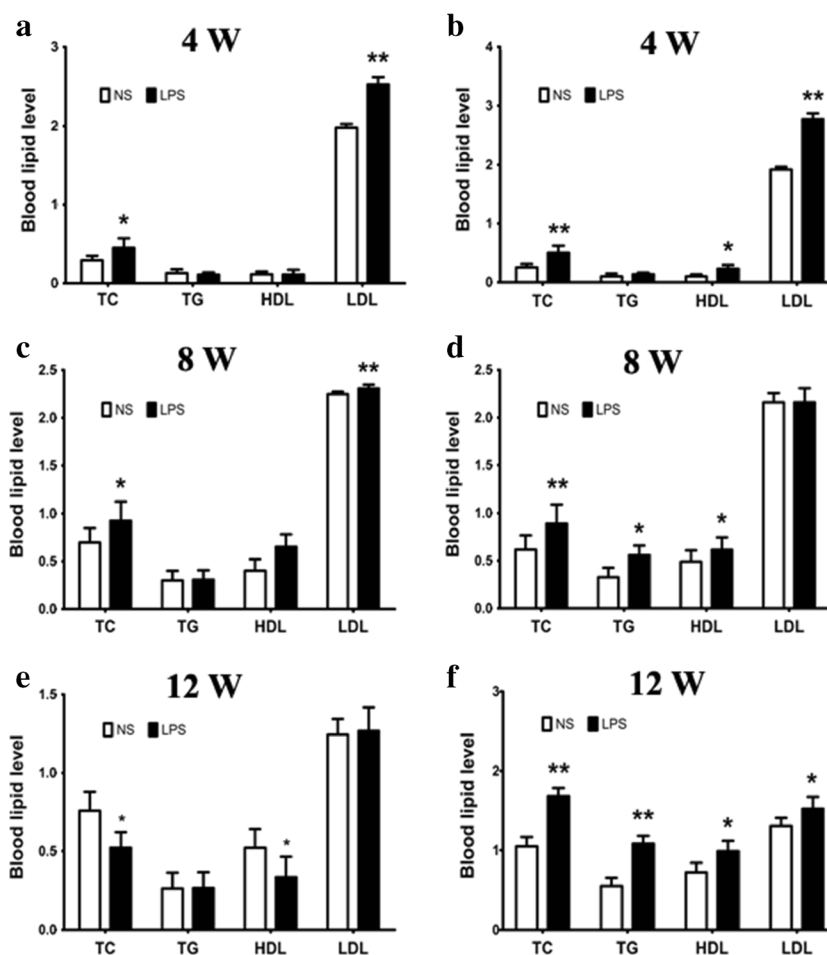 a
4 W
Blood lipid level
3
2
1
0
NS LPS
*
**
TC TG HDL LDL
b
4 W
Blood lipid level
4
3
2
1
0
NS LPS
**
*
**
TC TG HDL LDL
c
8 W
Blood lipid level
2.5
2.0
1.5
1.0
0.5
0.0
NS LPS
*
**
TC TG HDL LDL
d
8 W
Blood lipid level
2.5
2.0
1.5
1.0
0.5
0.0
NS LPS
**
*
*
TC TG HDL LDL
e
12 W
Blood lipid level
1.5
1.0
0.5
0.0
NS LPS
*
*
TC TG HDL LDL
f
12 W
Blood lipid level
3
2
1
0
NS LPS
**
**
*
*
TC TG HDL LDL